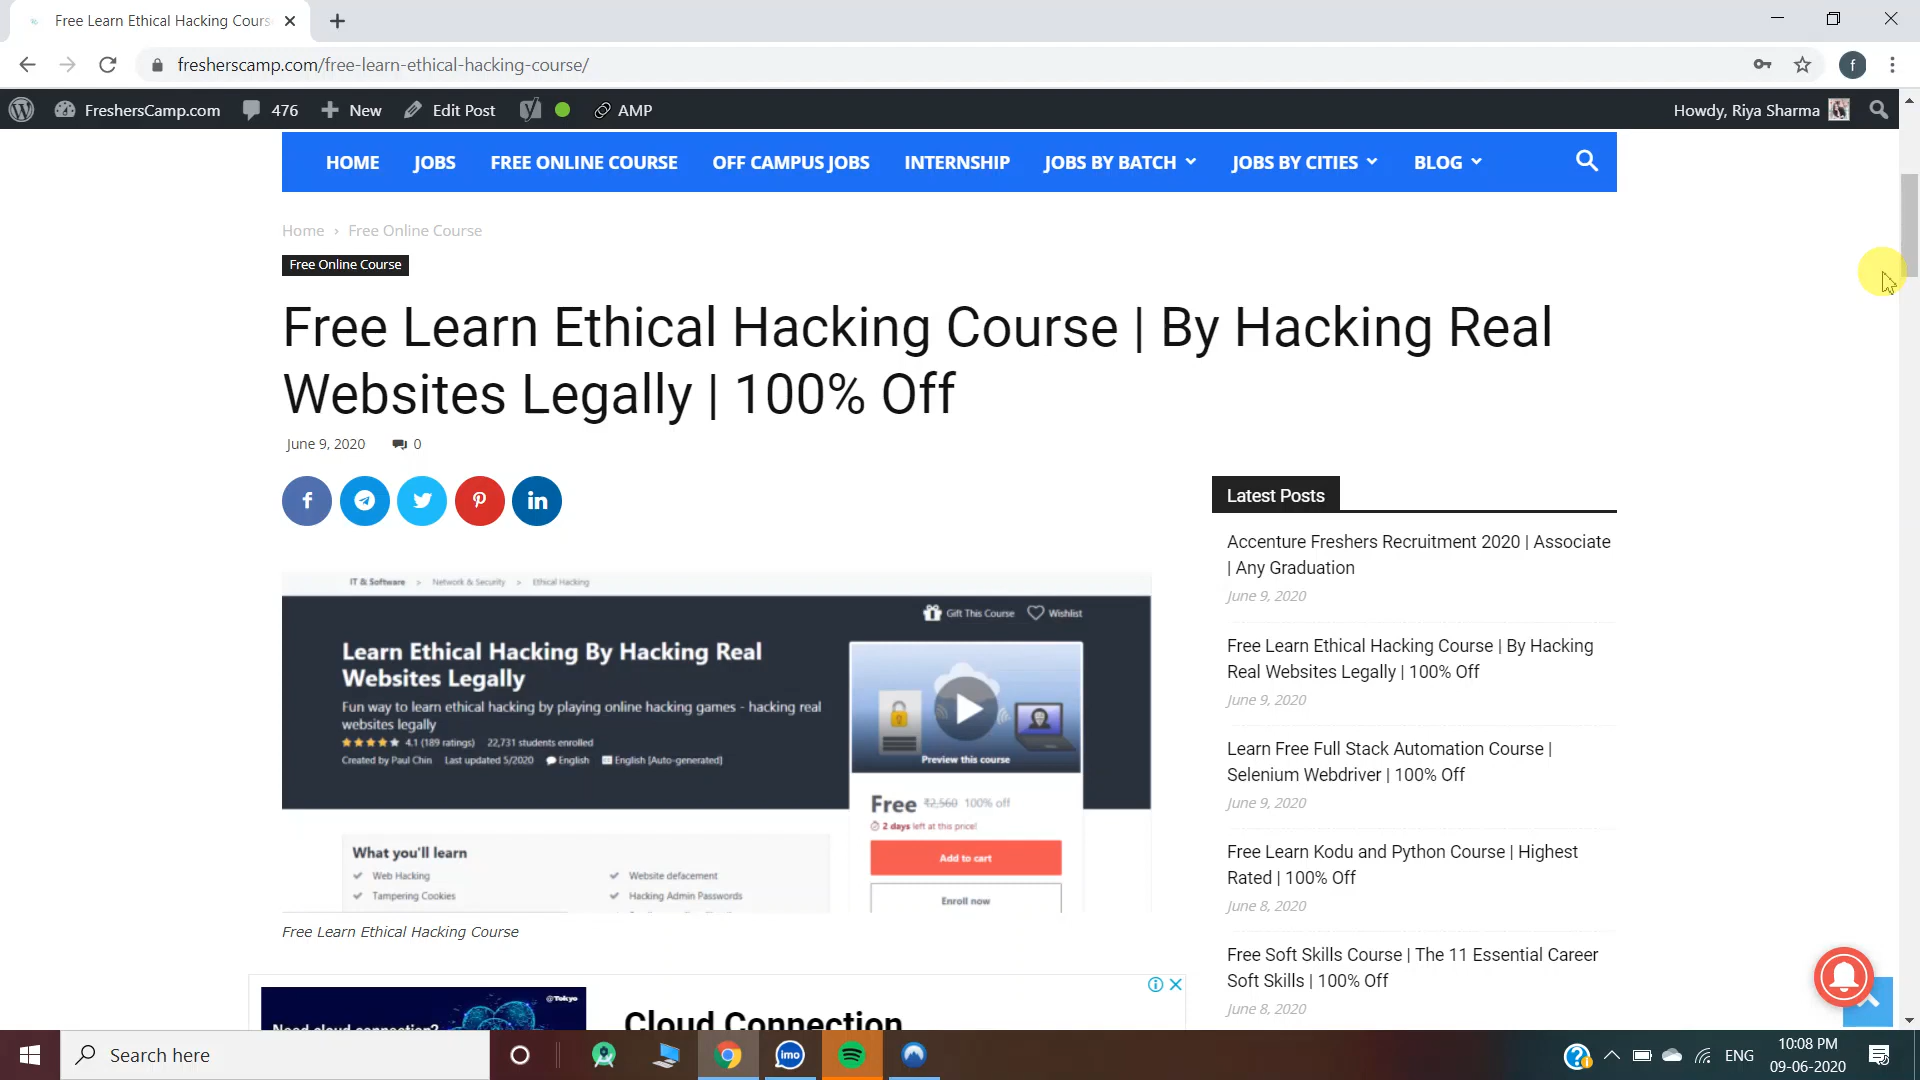 Free Learn Ethical Hacking Cours
fresherscamp.com/free-learn-ethical-hacking-course/
f
FreshersCamp.com 476 New Edit Post AMP Howdy, Riya Sharma
HOME JOBS FREE ONLINE COURSE OFF CAMPUS JOBS INTERNSHIP JOBS BY BATCH JOBS BY CITIES BLOG
Home › Free Online Course
Free Online Course
Free Learn Ethical Hacking Course | By Hacking Real
Websites Legally | 100% Off
June 9, 2020 0
IT & Software > Network & Security > Ethical Hacking
Gift This Course Wishlist
Learn Ethical Hacking By Hacking Real
Websites Legally
Fun way to learn ethical hacking by playing online hacking games - hacking real
websites legally
4.1 (189 ratings) 22,731 students enrolled
Created by Paul Chin Last updated 5/2020 English English [Auto-generated]
Preview this course
Free ₹2,560 100% off
2 days left at this price!
Add to cart
Enroll now
What you'll learn
Web Hacking
Website defacement
Tampering Cookies
Hacking Admin Passwords
Free Learn Ethical Hacking Course
@Tokyo
Need cloud connection?
Cloud Connection
Latest Posts
Accenture Freshers Recruitment 2020 | Associate
| Any Graduation
June 9, 2020
Free Learn Ethical Hacking Course | By Hacking
Real Websites Legally | 100% Off
June 9, 2020
Learn Free Full Stack Automation Course |
Selenium Webdriver | 100% Off
June 9, 2020
Free Learn Kodu and Python Course | Highest
Rated | 100% Off
June 8, 2020
Free Soft Skills Course | The 11 Essential Career
Soft Skills | 100% Off
June 8, 2020
Search here
imo
ENG
10:08 PM
09-06-2020